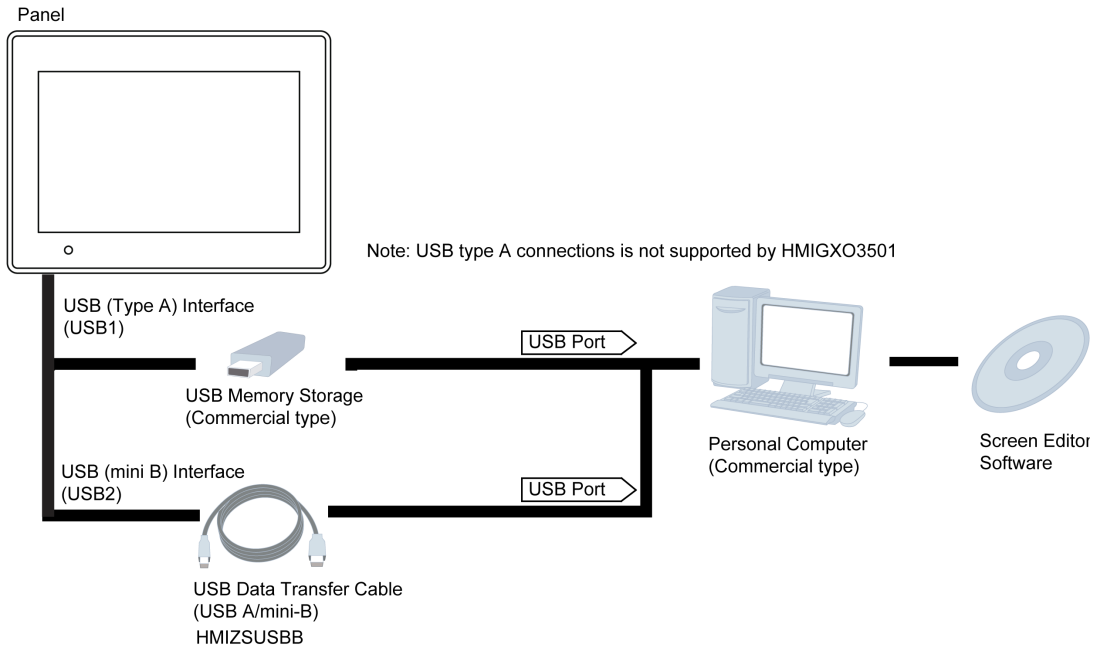 Panel
Note: USB type A connections is not supported by HMIGXO3501
USB (Type A) Interface
(USB1)
USB Port
USB Memory Storage
(Commercial type)
Personal Computer
(Commercial type)
Screen Editor
Software
USB (mini B) Interface
(USB2)
USB Port
USB Data Transfer Cable
(USB A/mini-B)
HMIZSUSBB